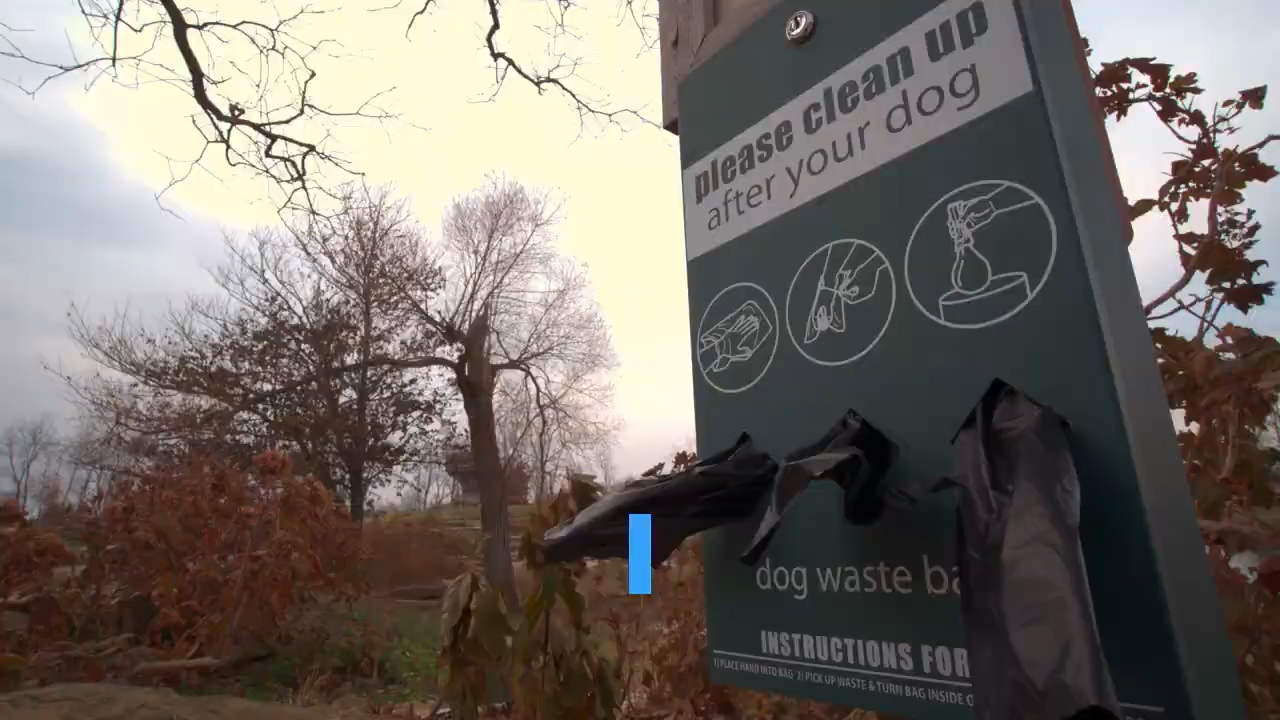 please clean up
after your dog
dog waste
INSTRUCTIONS FOR
1) PLACE HAND INTO BAG 2) PICK UP WASTE & TURN BAG INSIDE